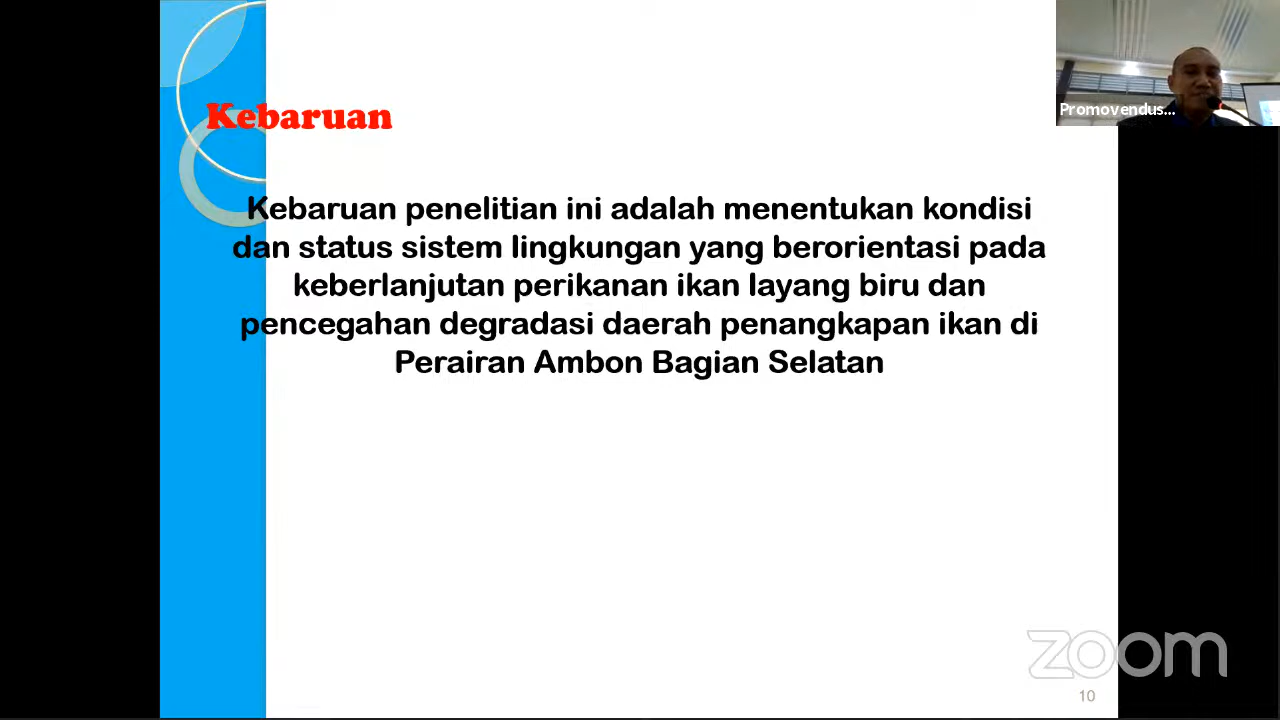 Kebaruan
Promovendus...
Kebaruan penelitian ini adalah menentukan kondisi
dan status sistem lingkungan yang berorientasi pada
keberlanjutan perikanan ikan layang biru dan
pencegahan degradasi daerah penangkapan ikan di
Perairan Ambon Bagian Selatan
zoom
10